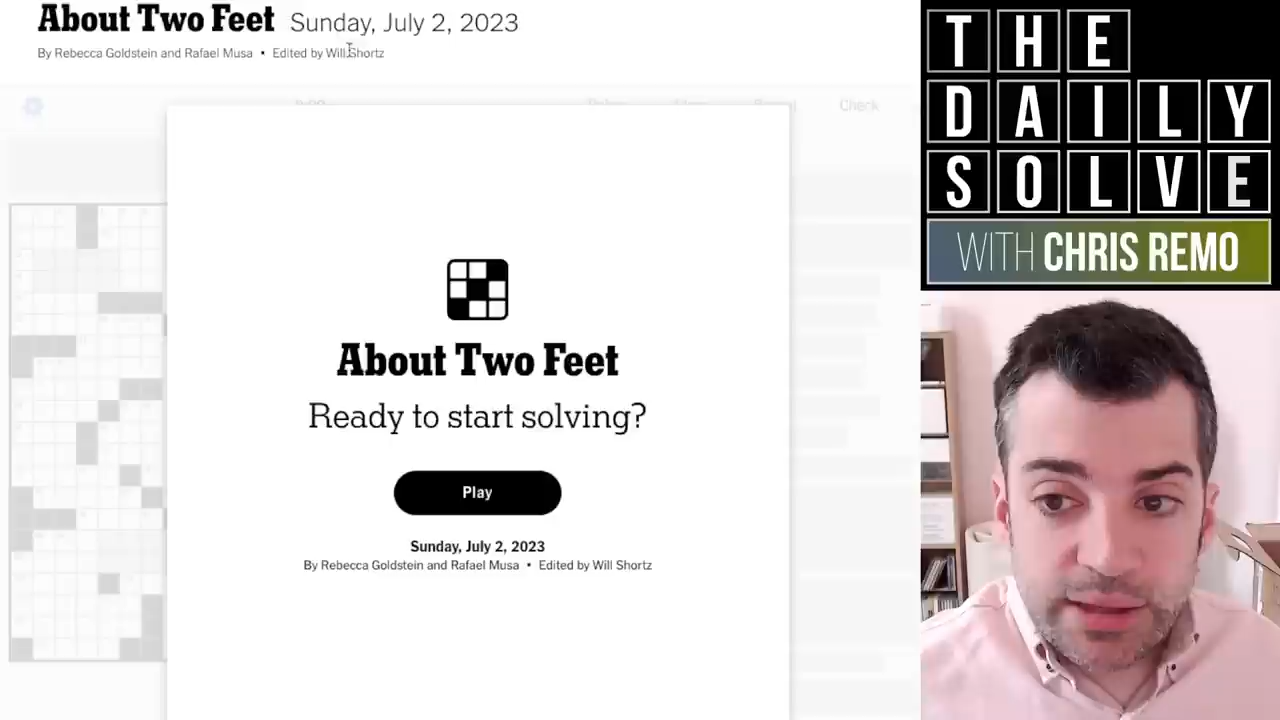 About Two Feet Sunday, July 2, 2023
By Rebecca Goldstein and Rafael Musa • Edited by Will Shortz
Check
About Two Feet
Ready to start solving?
Play
Sunday, July 2, 2023
By Rebecca Goldstein and Rafael Musa • Edited by Will Shortz
THE
DAILY
SOLVE
WITH CHRIS REMO